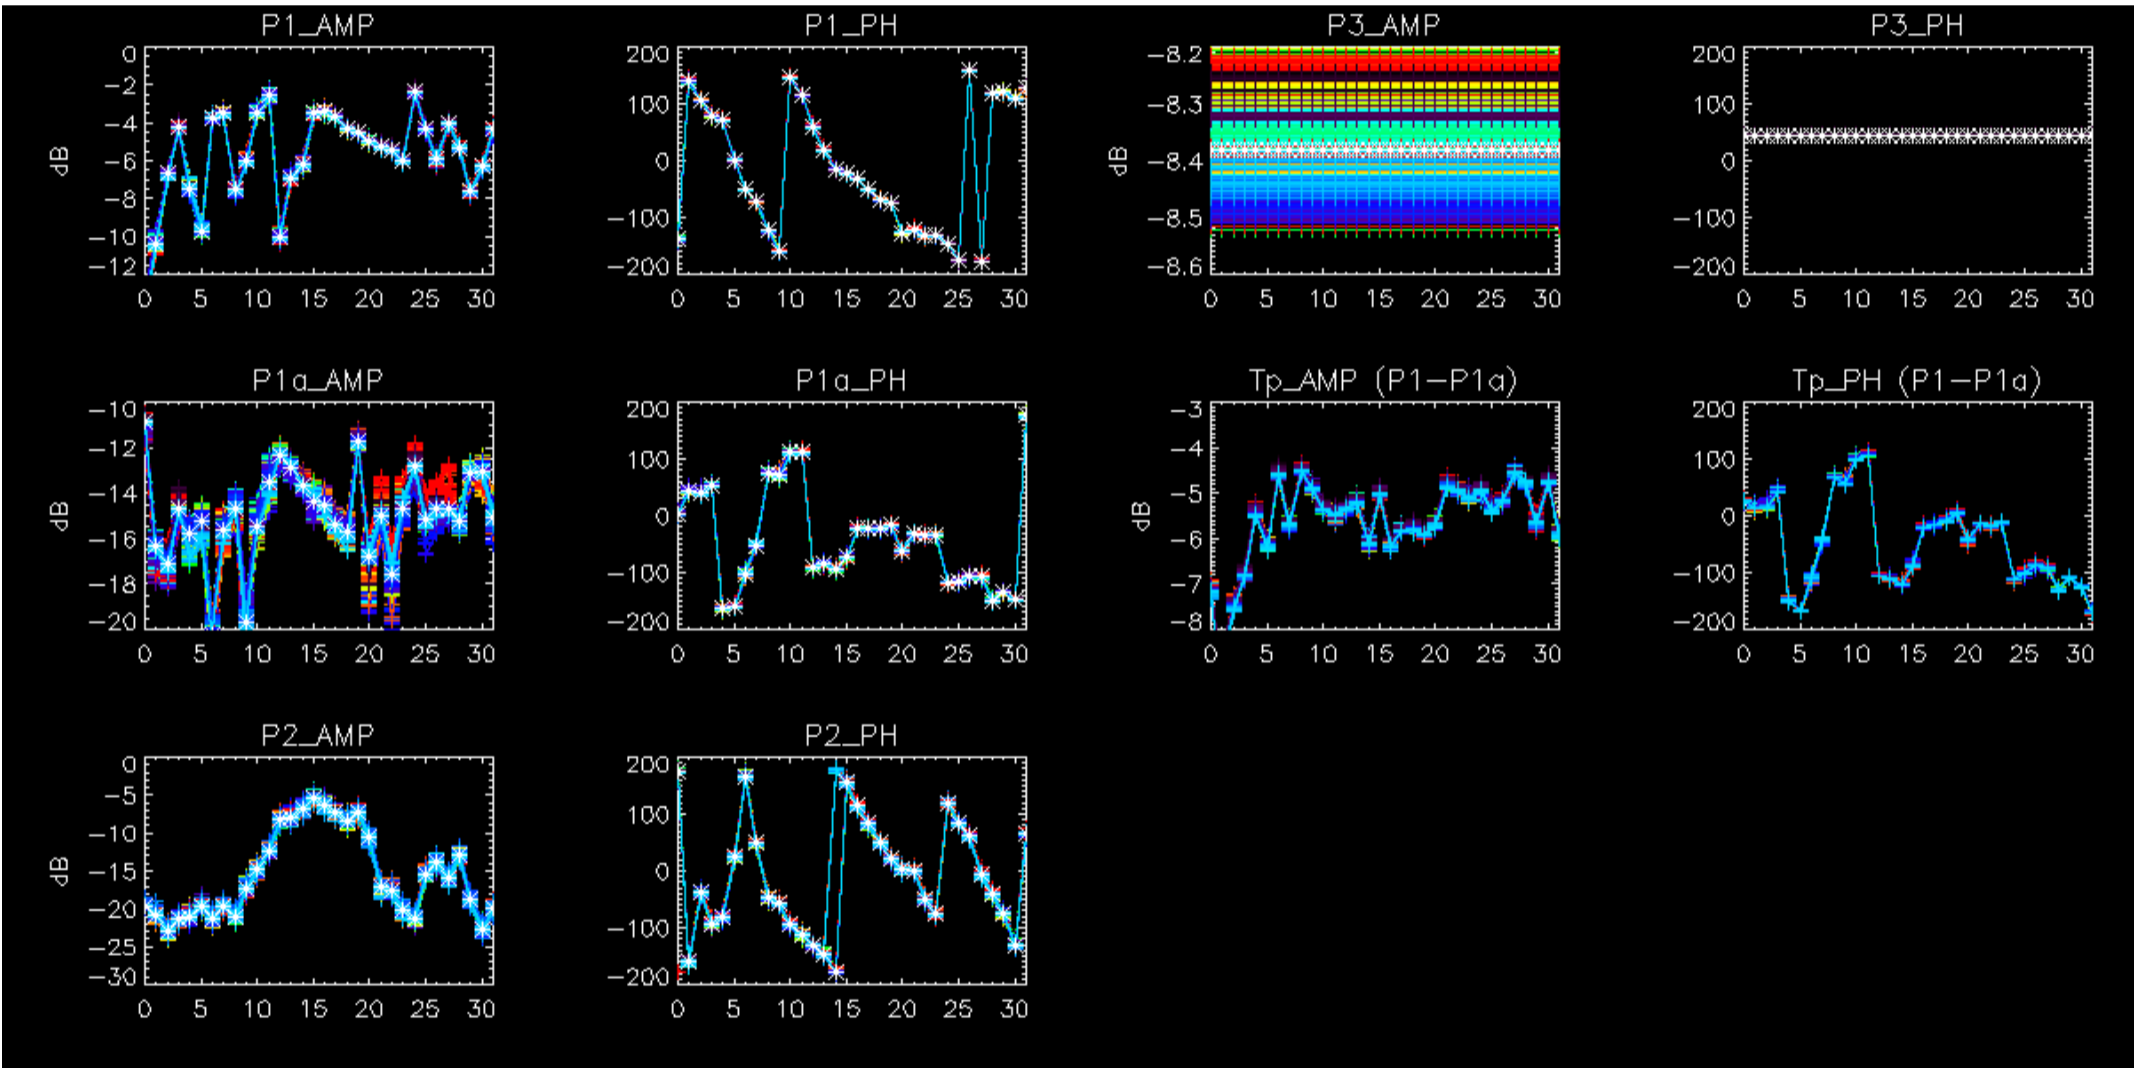 P1_AMP
dB
0
−2
−4
−6
−8
−10
−12
0 5 10 15 20 25 30
P1_PH
200
100
0
−100
−200
0 5 10 15 20 25 30
P3_AMP
dB
−8.2
−8.3
−8.4
−8.5
−8.6
0 5 10 15 20 25 30
P3_PH
200
100
0
−100
−200
0 5 10 15 20 25 30
P1a_AMP
dB
−10
−12
−14
−16
−18
−20
0 5 10 15 20 25 30
P1a_PH
200
100
0
−100
−200
0 5 10 15 20 25 30
Tp_AMP (P1−P1a)
dB
−3
−4
−5
−6
−7
−8
0 5 10 15 20 25 30
Tp_PH (P1−P1a)
200
100
0
−100
−200
0 5 10 15 20 25 30
P2_AMP
dB
0
−5
−10
−15
−20
−25
−30
0 5 10 15 20 25 30
P2_PH
200
100
0
−100
−200
0 5 10 15 20 25 30